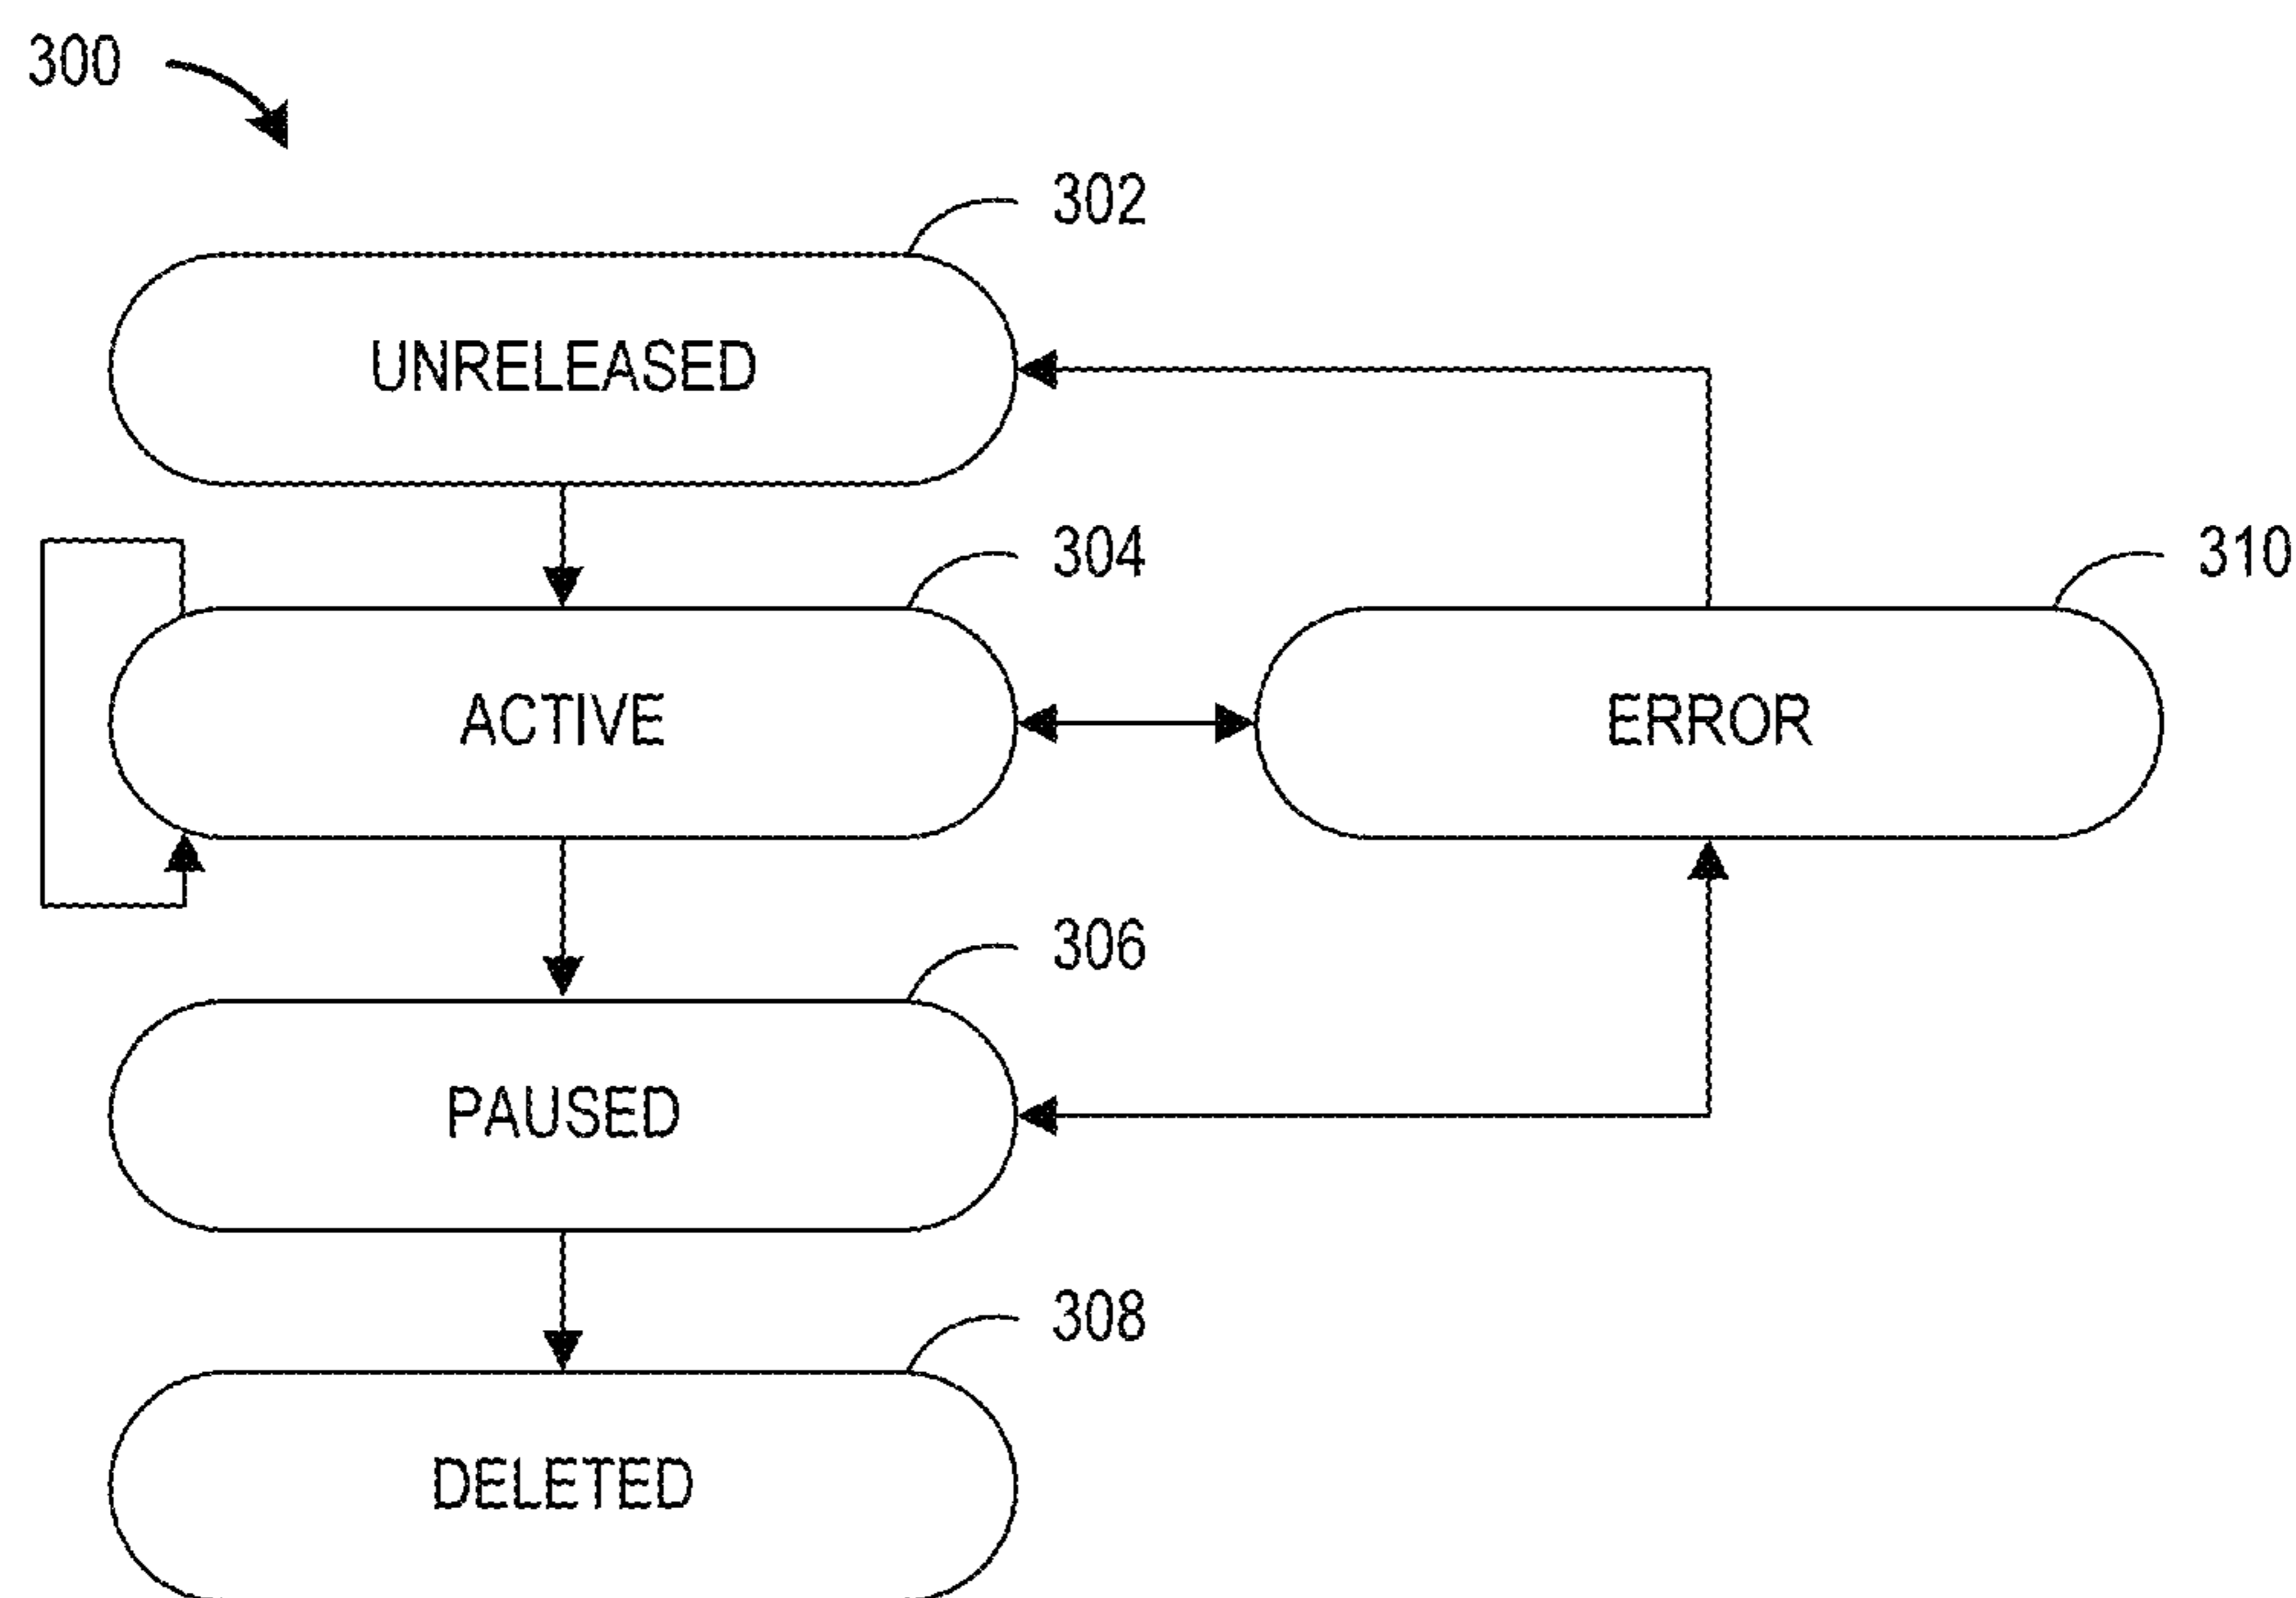 300
302
UNRELEASED
304
310
ACTIVE
ERROR
306
PAUSED
308
DELETED